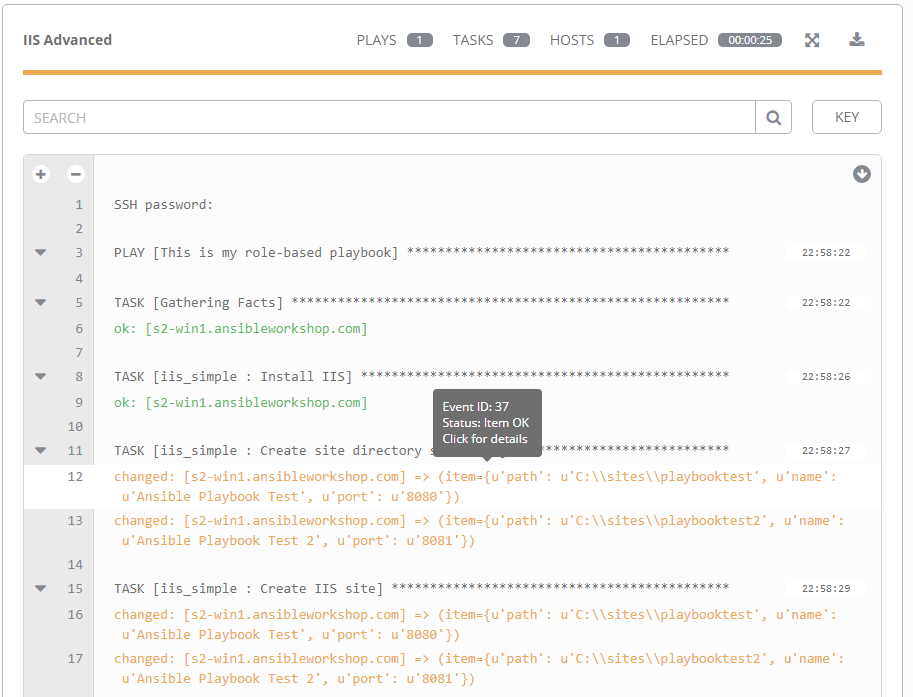 IIS Advanced PLAYS 1 TASKS 7 HOSTS 1 ELAPSED 00:00:25
SEARCH KEY
1 SSH password:
2
3 PLAY [This is my role-based playbook] ****************************************** 22:58:22
4
5 TASK [Gathering Facts] ********************************************************* 22:58:22
6 ok: [s2-win1.ansibleworkshop.com]
7
8 TASK [iis_simple : Install IIS] ************************************************ 22:58:26
9 ok: [s2-win1.ansibleworkshop.com]
10
Event ID: 37
Status: Item OK
Click for details
11 TASK [iis_simple : Create site directory s ************************* 22:58:27
12 changed: [s2-win1.ansibleworkshop.com] => (item={u'path': u'C:\\sites\\playbooktest', u'name':
u'Ansible Playbook Test', u'port': u'8080'})
13 changed: [s2-win1.ansibleworkshop.com] => (item={u'path': u'C:\\sites\\playbooktest2', u'name':
u'Ansible Playbook Test 2', u'port': u'8081'})
14
15 TASK [iis_simple : Create IIS site] ******************************************** 22:58:29
16 changed: [s2-win1.ansibleworkshop.com] => (item={u'path': u'C:\\sites\\playbooktest', u'name':
u'Ansible Playbook Test', u'port': u'8080'})
17 changed: [s2-win1.ansibleworkshop.com] => (item={u'path': u'C:\\sites\\playbooktest2', u'name':
u'Ansible Playbook Test 2', u'port': u'8081'})